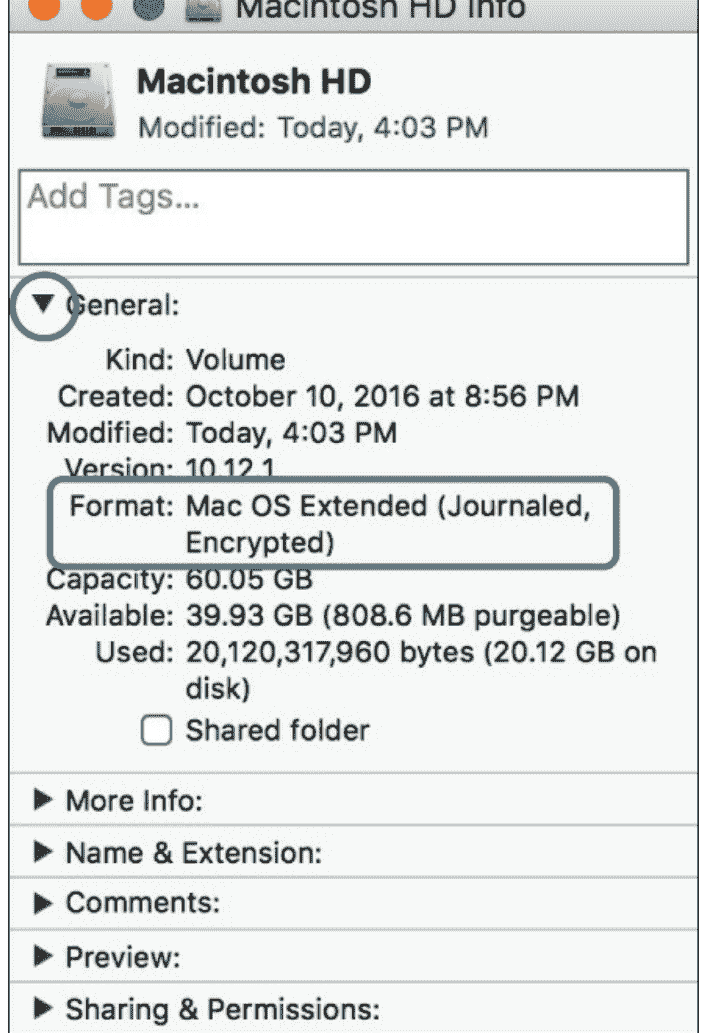 Macintosh HD Info
Macintosh HD
Modified: Today, 4:03 PM
Add Tags...
General:
Kind: Volume
Created: October 10, 2016 at 8:56 PM
Modified: Today, 4:03 PM
Version: 10.12.1
Format: Mac OS Extended (Journaled,
Encrypted)
Capacity: 60.05 GB
Available: 39.93 GB (808.6 MB purgeable)
Used: 20,120,317,960 bytes (20.12 GB on
disk)
Shared folder
More Info:
Name & Extension:
Comments:
Preview:
Sharing & Permissions: